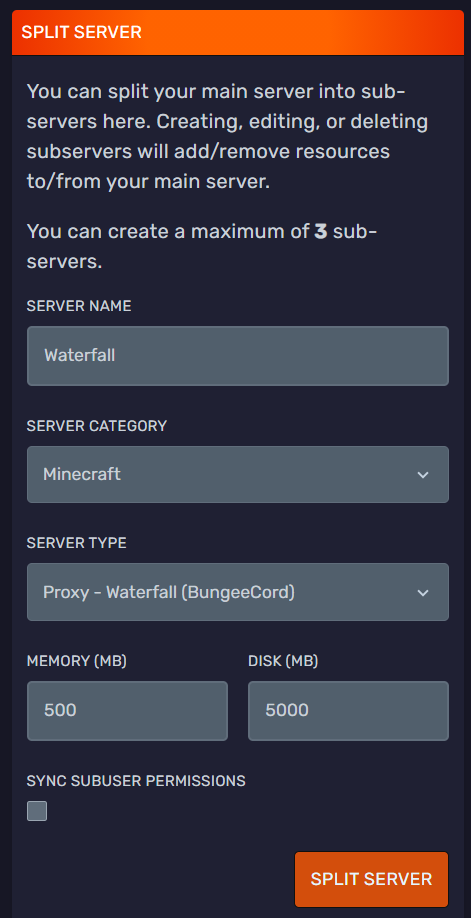 SPLIT SERVER
You can split your main server into sub-
servers here. Creating, editing, or deleting
subservers will add/remove resources
to/from your main server.
You can create a maximum of 3 sub-
servers.
SERVER NAME
Waterfall
SERVER CATEGORY
Minecraft
SERVER TYPE
Proxy - Waterfall (BungeeCord)
MEMORY (MB) DISK (MB)
500 5000
SYNC SUBUSER PERMISSIONS
SPLIT SERVER